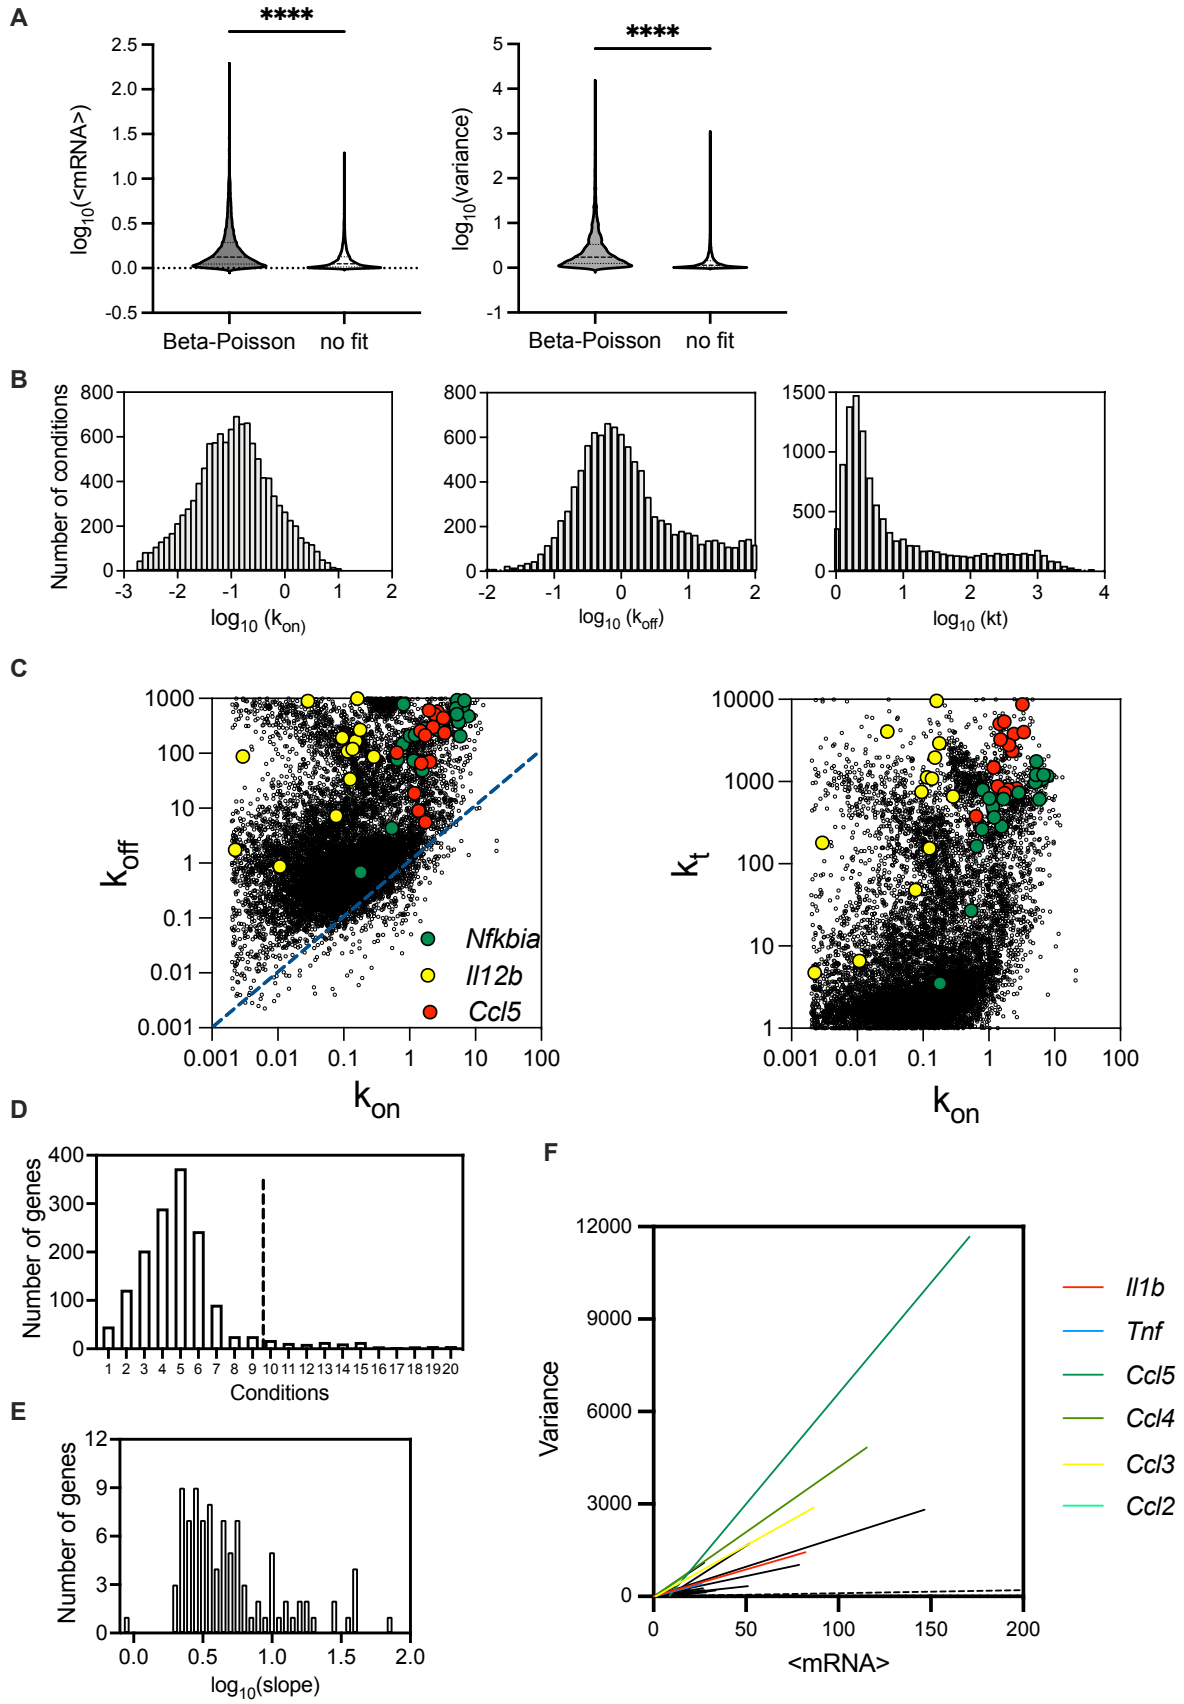 A
****
****
log10(<mRNA>)
2.5
2.0
1.5
1.0
0.5
0.0
-0.5
Beta-Poisson
no fit
log10(variance)
5
4
3
2
1
0
-1
Beta-Poisson
no fit
B
Number of conditions
800
600
400
200
0
-3 -2 -1 0 1 2
log10 (kon)
800
600
400
200
0
-2 -1 0 1 2
log10 (koff)
1500
1000
500
0
0 1 2 3 4
log10 (kt)
C
koff
1000
100
10
1
0.1
0.01
0.001
0.001 0.01 0.1 1 10 100
kon
Nfkbia
Il12b
Ccl5
kt
10000
1000
100
10
1
0.001 0.01 0.1 1 10 100
kon
D
Number of genes
400
300
200
100
0
1 2 3 4 5 6 7 8 9 10 11 12 13 14 15 16 17 18 19 20
Conditions
E
Number of genes
12
9
6
3
0
0.0 0.5 1.0 1.5 2.0
log10(slope)
F
Variance
12000
9000
6000
3000
0
0 50 100 150 200
<mRNA>
Il1b
Tnf
Ccl5
Ccl4
Ccl3
Ccl2